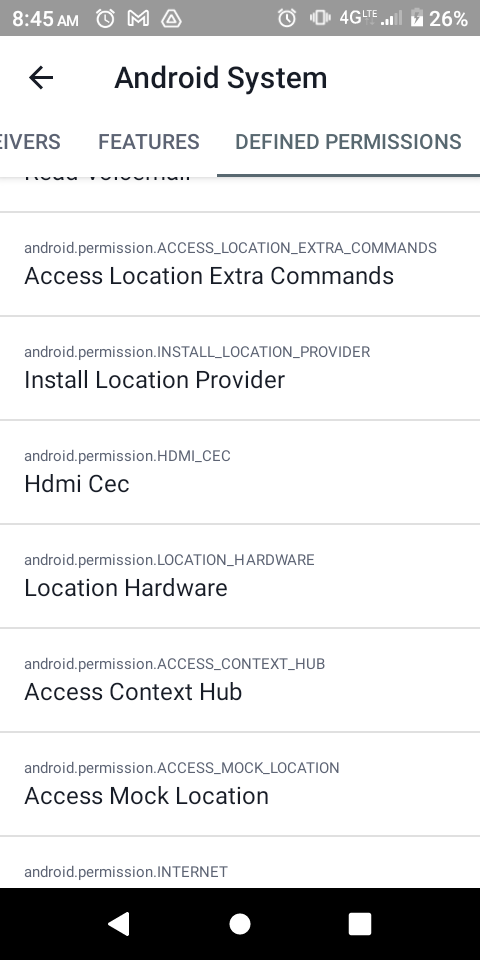 8:45 AM 4G LTE 26%
Android System
EIVERS FEATURES DEFINED PERMISSIONS
Read Voicemail
android.permission.ACCESS_LOCATION_EXTRA_COMMANDS
Access Location Extra Commands
android.permission.INSTALL_LOCATION_PROVIDER
Install Location Provider
android.permission.HDMI_CEC
Hdmi Cec
android.permission.LOCATION_HARDWARE
Location Hardware
android.permission.ACCESS_CONTEXT_HUB
Access Context Hub
android.permission.ACCESS_MOCK_LOCATION
Access Mock Location
android.permission.INTERNET